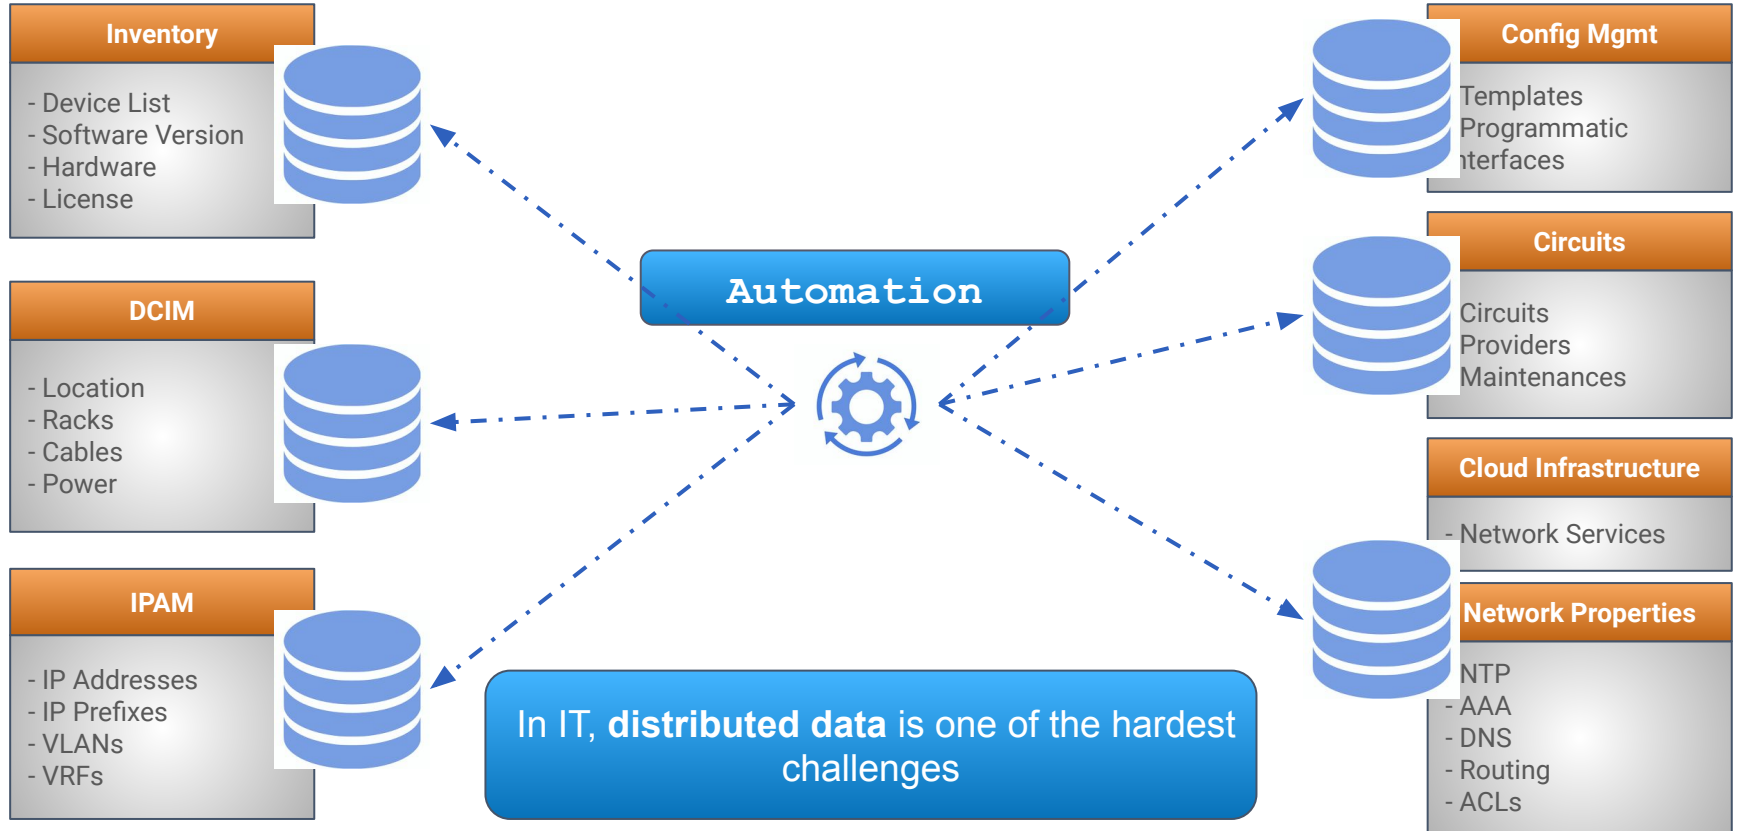 Inventory
- Device List
- Software Version
- Hardware
- License
DCIM
- Location
- Racks
- Cables
- Power
IPAM
- IP Addresses
- IP Prefixes
- VLANs
- VRFs
Automation
In IT, distributed data is one of the hardest
challenges
Config Mgmt
Templates
Programmatic
nterfaces
Circuits
Circuits
Providers
Maintenances
Cloud Infrastructure
- Network Services
Network Properties
NTP
- AAA
- DNS
- Routing
- ACLs